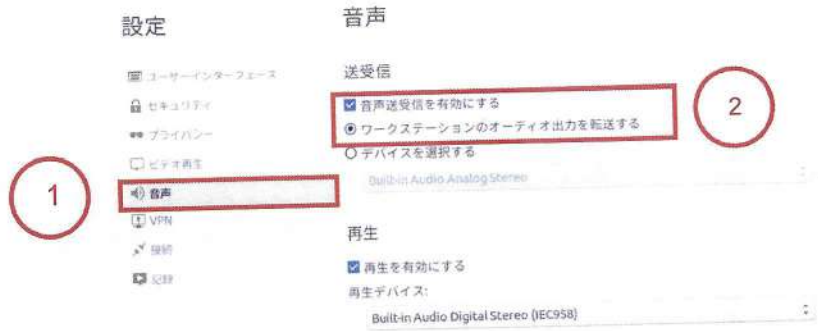 設定
ユーザーインターフェース
セキュリティ
プライバシー
ビデオ再生
音声
VPN
接続
記録
1
音声
送受信
音声送受信を有効にする
ワークステーションのオーディオ出力を転送する
デバイスを選択する
Built-in Audio Analog Stereo
2
再生
再生を有効にする
再生デバイス:
Built-in Audio Digital Stereo (IEC958)